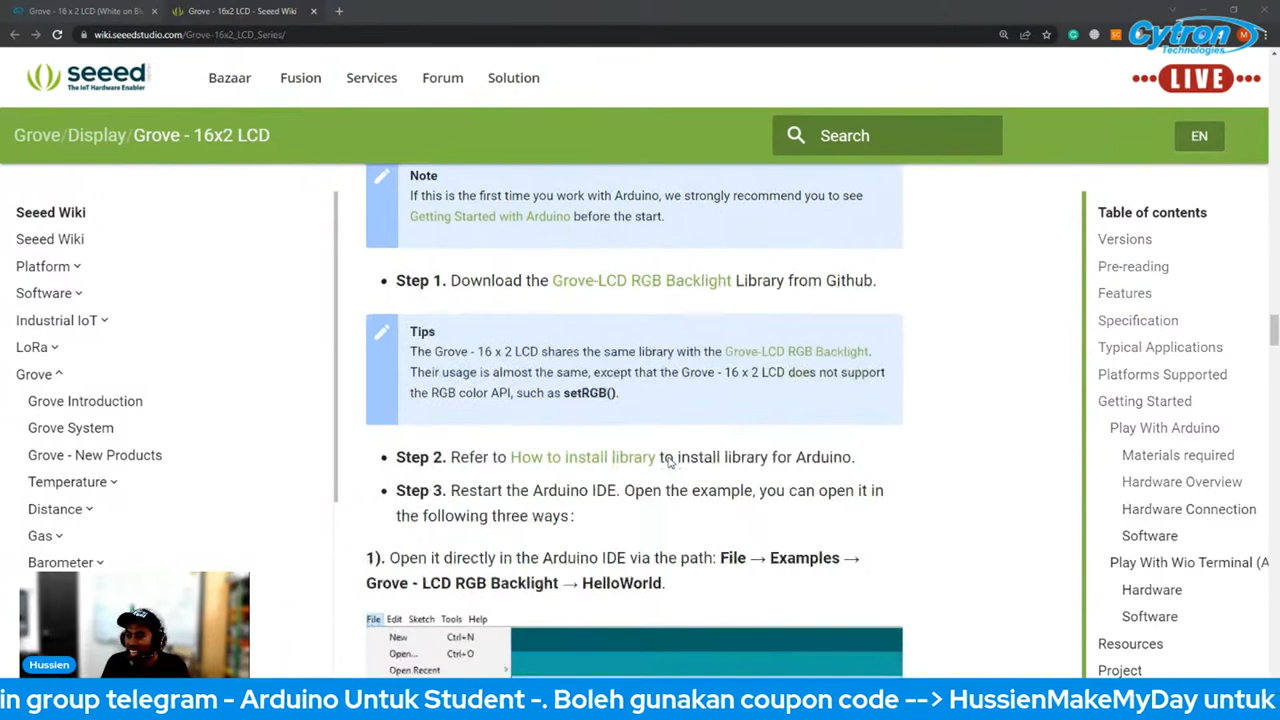 Grove - 16 x 2 LCD (White on Bl
Grove - 16x2 LCD - Seeed Wiki
wiki.seeedstudio.com/Grove-16x2_LCD_Series/
Cytron
Technologies
seeed
The IoT Hardware Enabler
Bazaar
Fusion
Services
Forum
Solution
LIVE
Grove/Display/Grove - 16x2 LCD
Search
EN
Seeed Wiki
Seeed Wiki
Platform
Software
Industrial IoT
LoRa
Grove
Grove Introduction
Grove System
Grove - New Products
Temperature
Distance
Gas
Barometer
Note
If this is the first time you work with Arduino, we strongly recommend you to see
Getting Started with Arduino before the start.
• Step 1. Download the Grove-LCD RGB Backlight Library from Github.
Tips
The Grove - 16 x 2 LCD shares the same library with the Grove-LCD RGB Backlight.
Their usage is almost the same, except that the Grove - 16 x 2 LCD does not support
the RGB color API, such as setRGB().
• Step 2. Refer to How to install library to install library for Arduino.
• Step 3. Restart the Arduino IDE. Open the example, you can open it in
the following three ways:
1). Open it directly in the Arduino IDE via the path: File → Examples →
Grove - LCD RGB Backlight → HelloWorld.
File Edit Sketch Tools Help
New Ctrl+N
Open... Ctrl+O
Open Recent
Table of contents
Versions
Pre-reading
Features
Specification
Typical Applications
Platforms Supported
Getting Started
Play With Arduino
Materials required
Hardware Overview
Hardware Connection
Software
Play With Wio Terminal (A
Hardware
Software
Resources
Project
Hussien
in group telegram - Arduino Untuk Student -. Boleh gunakan coupon code --> HussienMakeMyDay untuk